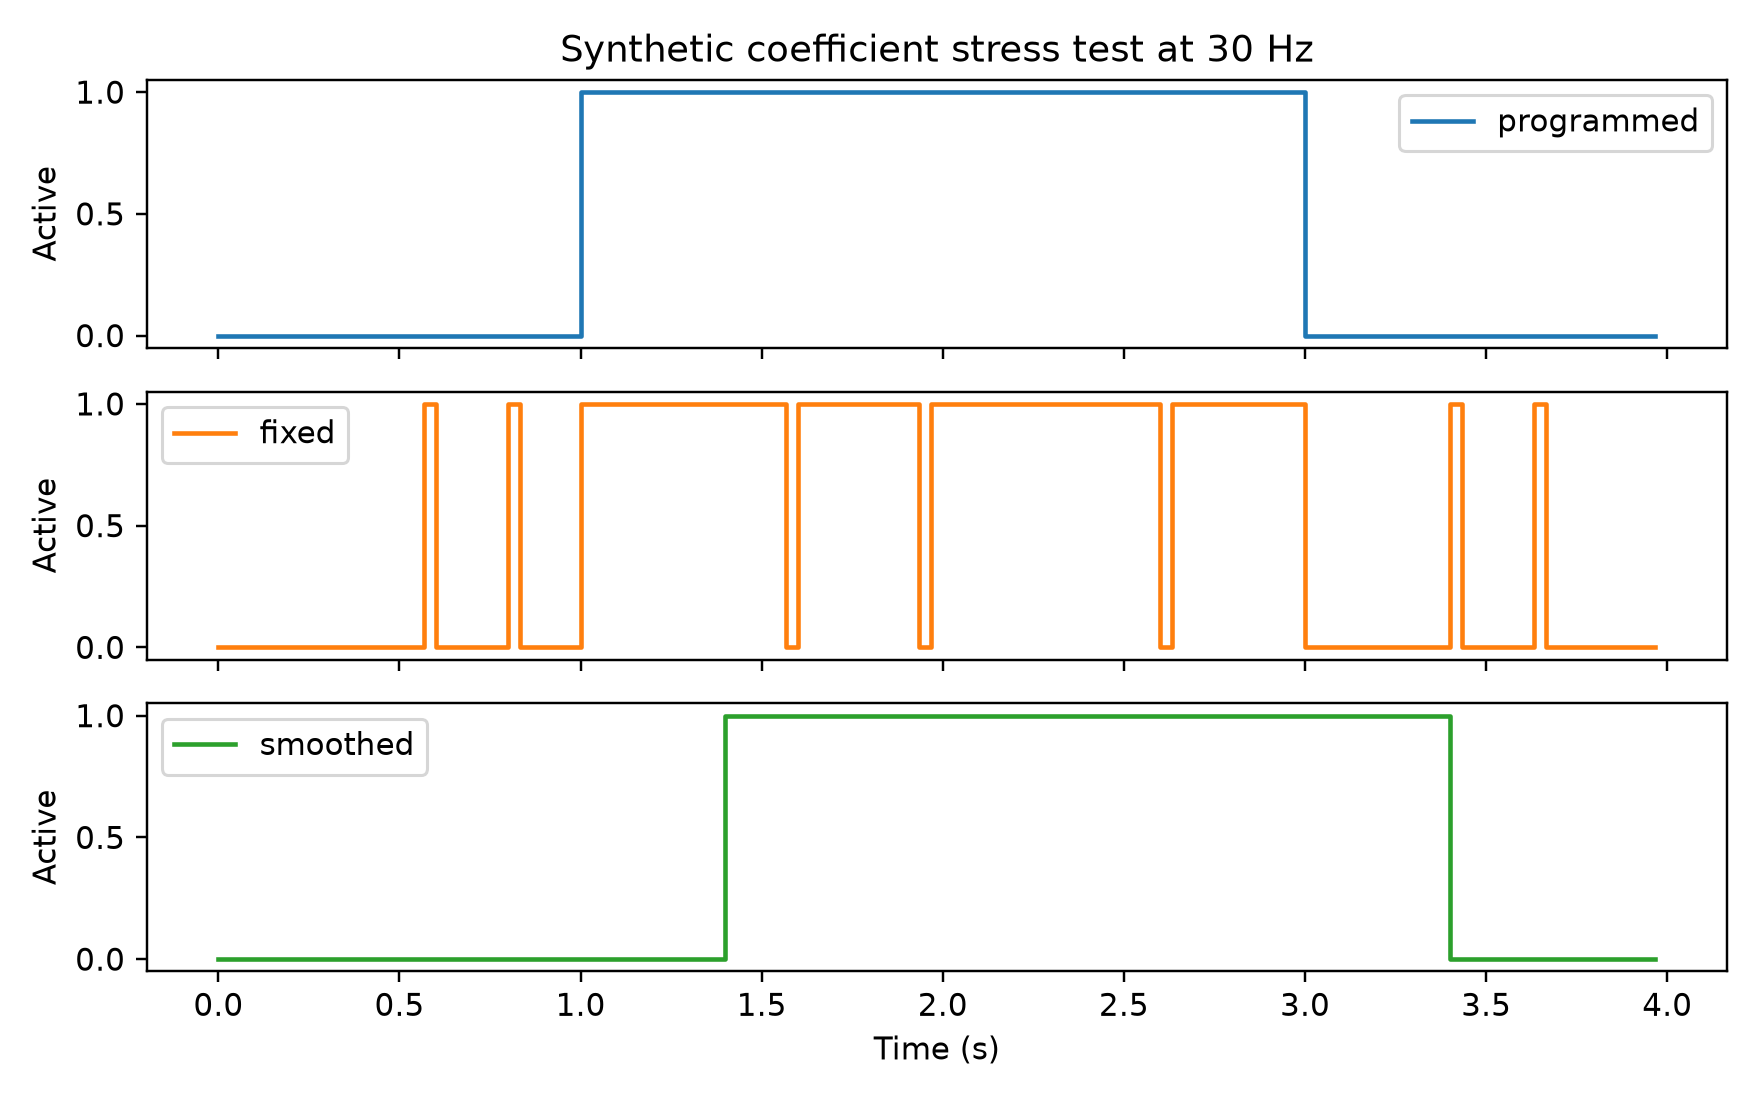 Synthetic coefficient stress test at 30 Hz
1.0
0.5
0.0
Active
programmed
1.0
0.5
0.0
Active
fixed
1.0
0.5
0.0
Active
smoothed
0.0 0.5 1.0 1.5 2.0 2.5 3.0 3.5 4.0
Time (s)